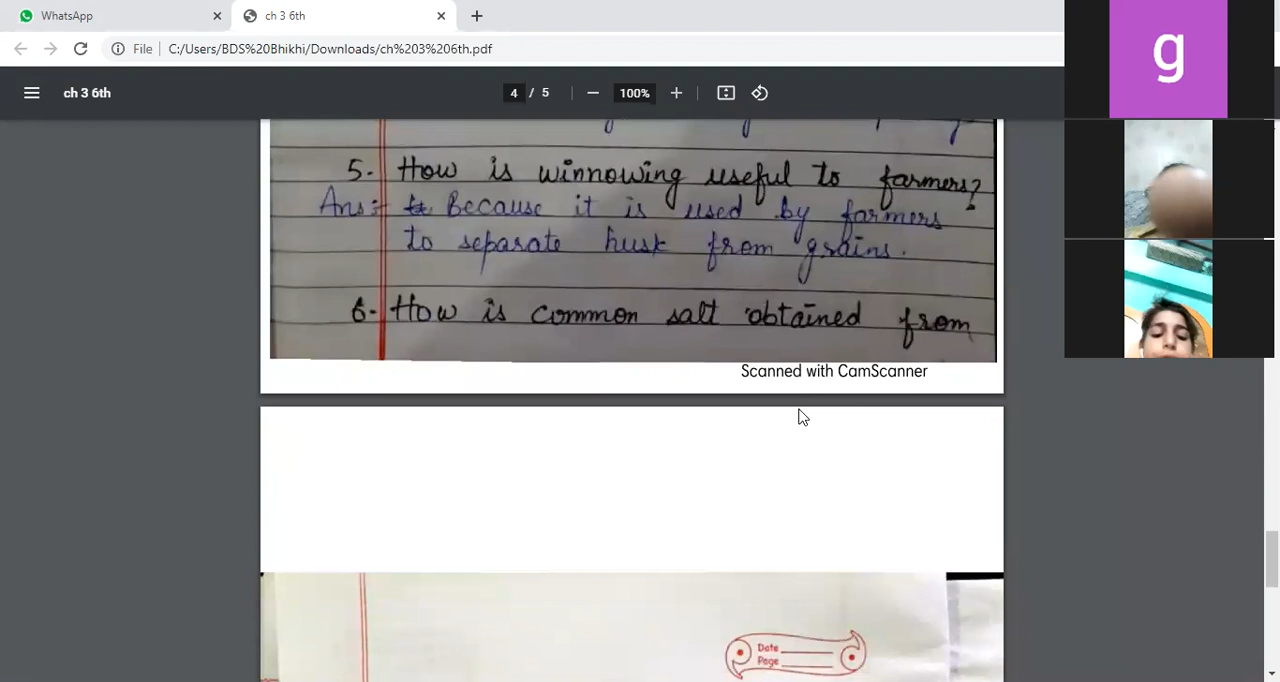 WhatsApp
ch 3 6th
File
C:/Users/BDS%20Bhikhi/Downloads/ch%203%206th.pdf
ch 3 6th
4 / 5
100%
g
5. How is winnowing useful to farmers?
Ans:- Because it is used by farmers
to separate husk from grains.
6. How is common salt obtained from
Scanned with CamScanner
Date
Page